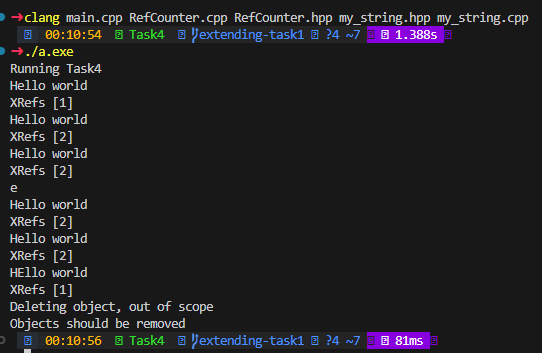 ➜clang main.cpp RefCounter.cpp RefCounter.hpp my_string.hpp my_string.cpp
00:10:54 Task4 extending-task1 ?4 ~7 1.388s
➜./a.exe
Running Task4
Hello world
XRefs [1]
Hello world
XRefs [2]
Hello world
XRefs [2]
e
Hello world
XRefs [2]
Hello world
XRefs [2]
HEllo world
XRefs [1]
Deleting object, out of scope
Objects should be removed
00:10:56 Task4 extending-task1 ?4 ~7 81ms